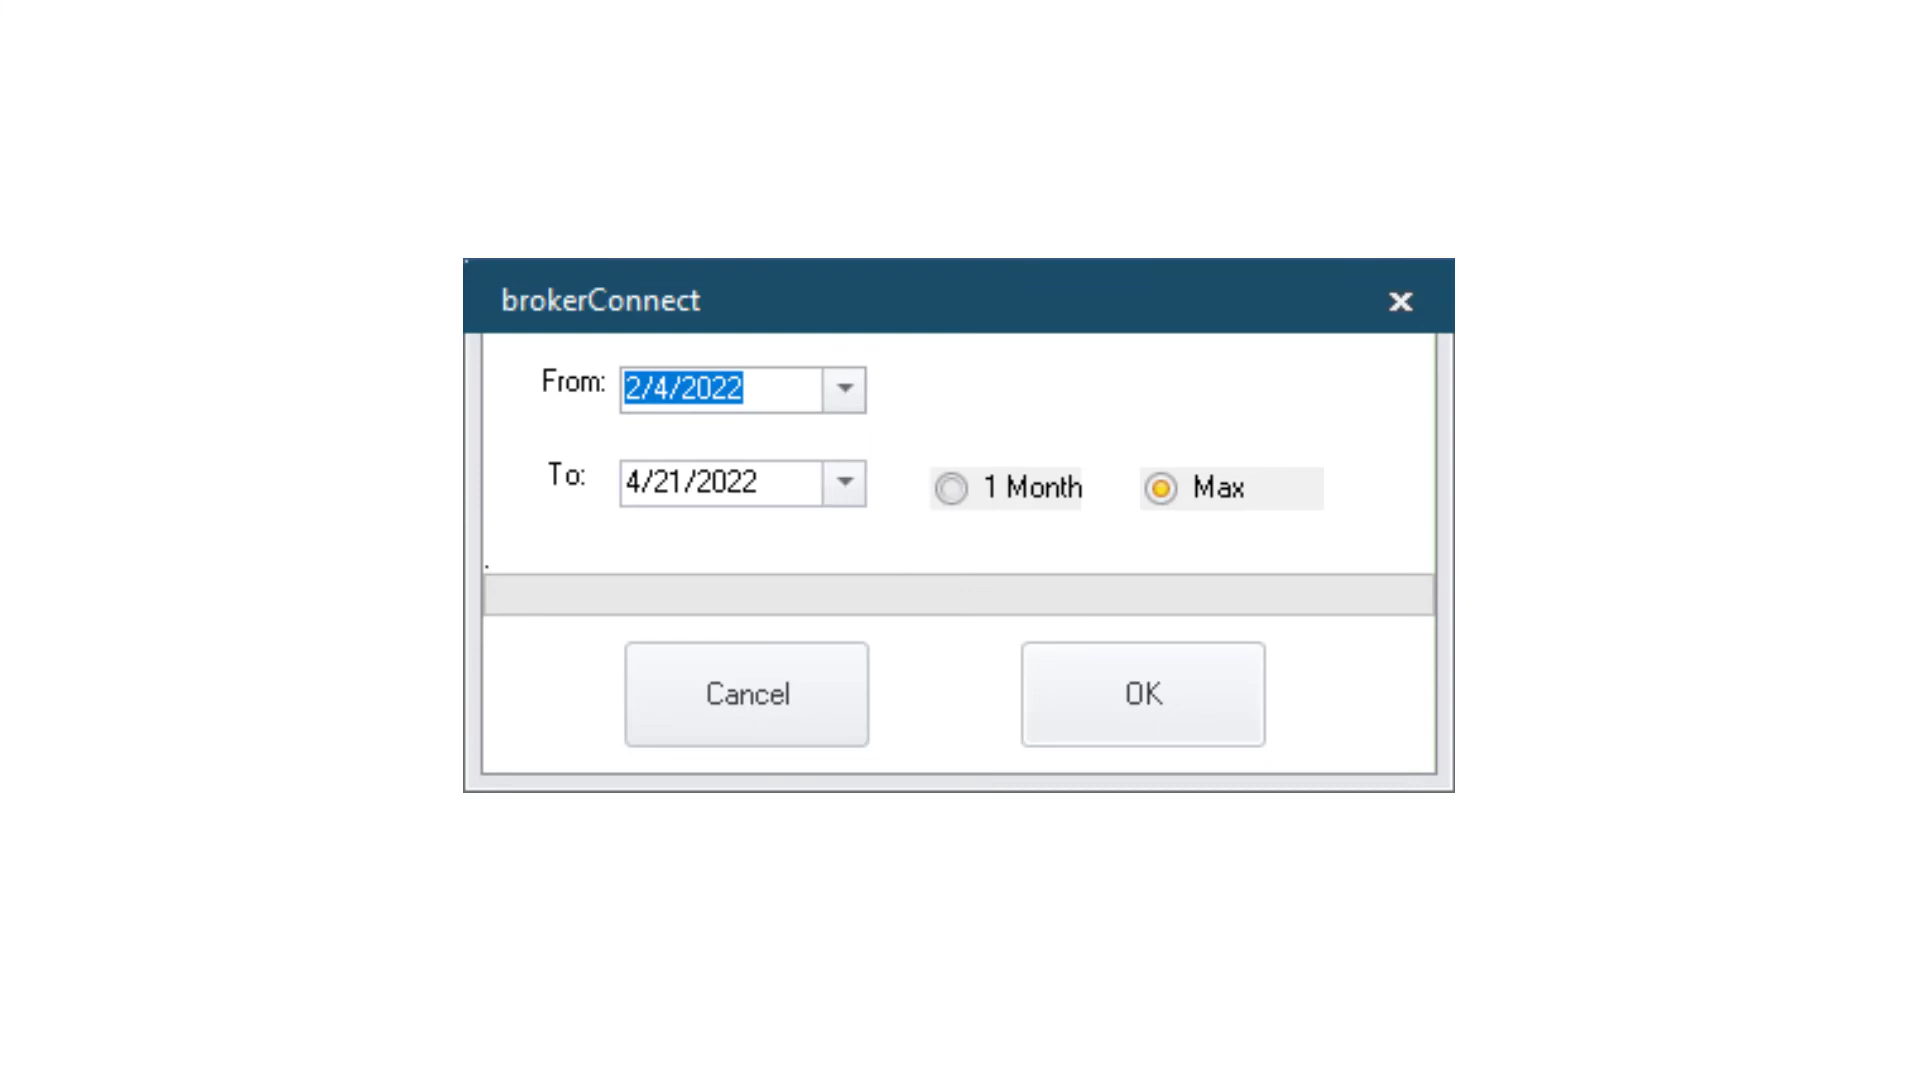 brokerConnect
From: 2/4/2022
To: 4/21/2022 1 Month Max
.
Cancel OK